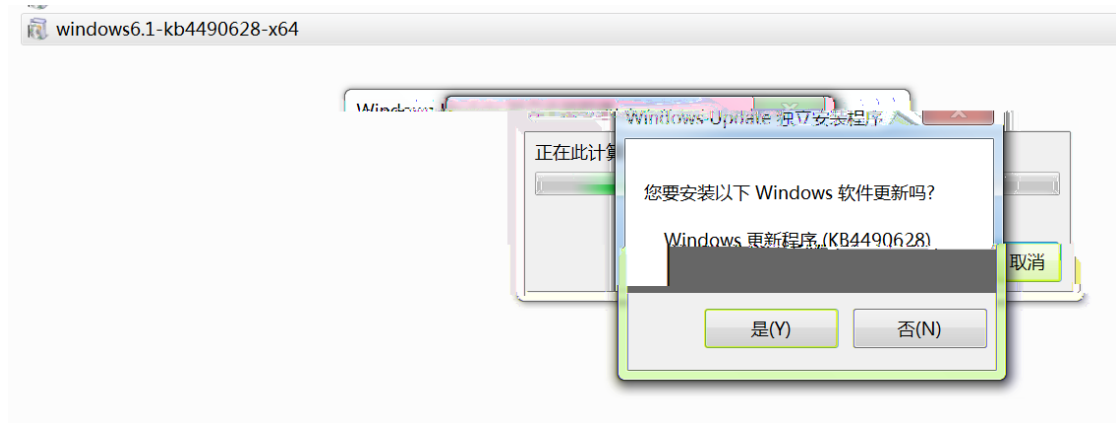 windows6.1-kb4490628-x64
Windows Update 独立安装程序
正在此计算
您要安装以下 Windows 软件更新吗?
Windows 更新程序 (KB4490628)
取消
是(Y)
否(N)